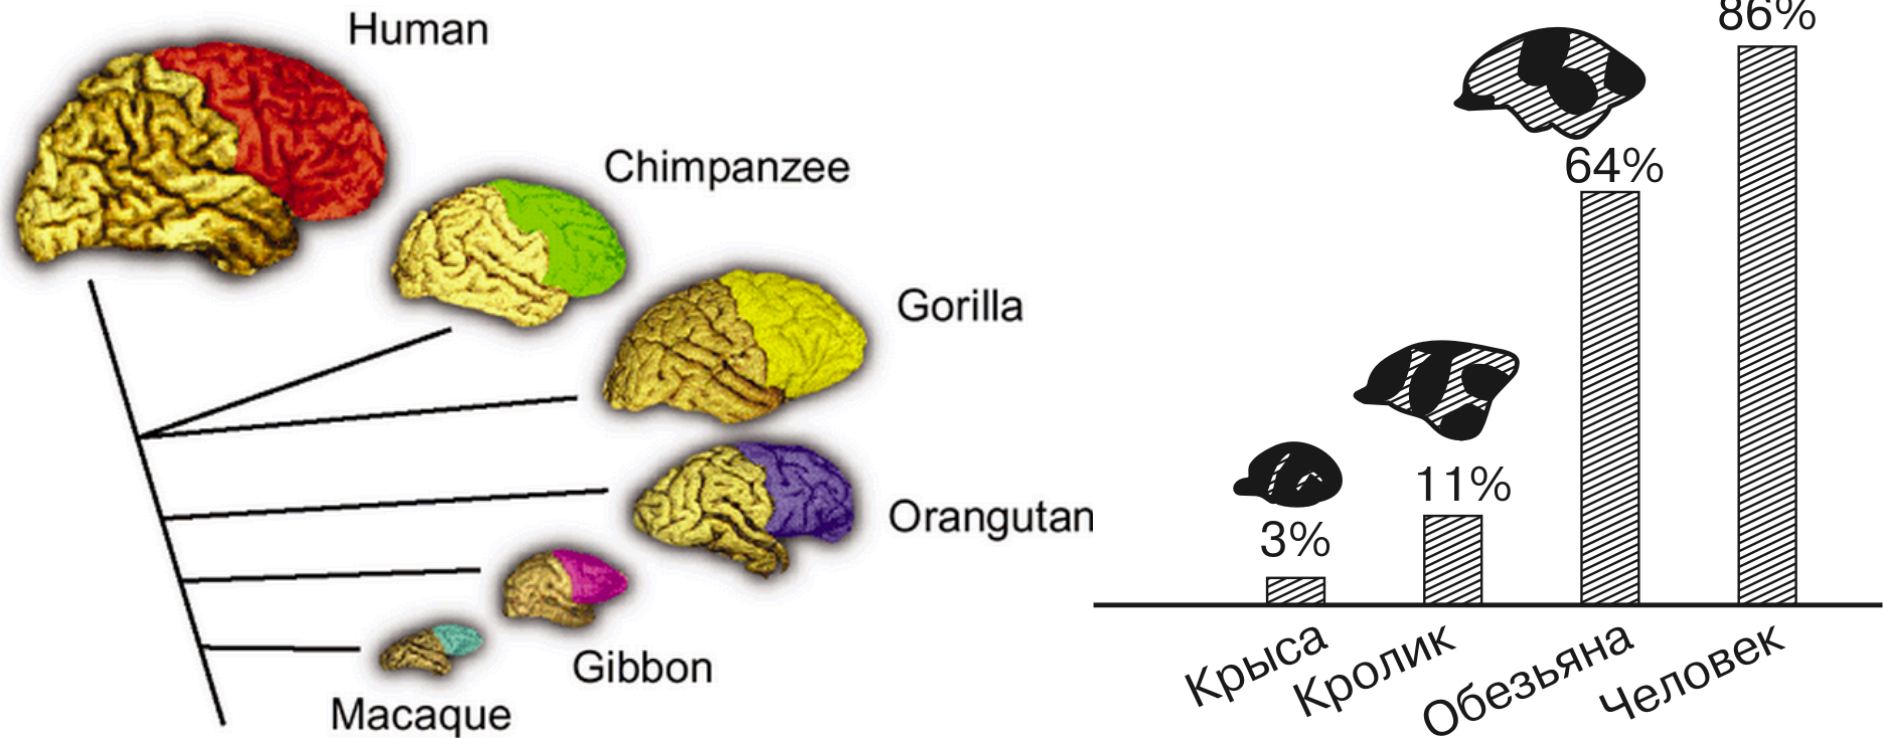 Human
Chimpanzee
Gorilla
Orangutan
Gibbon
Macaque
86%
64%
11%
3%
Крыса
Кролик
Обезьяна
Человек